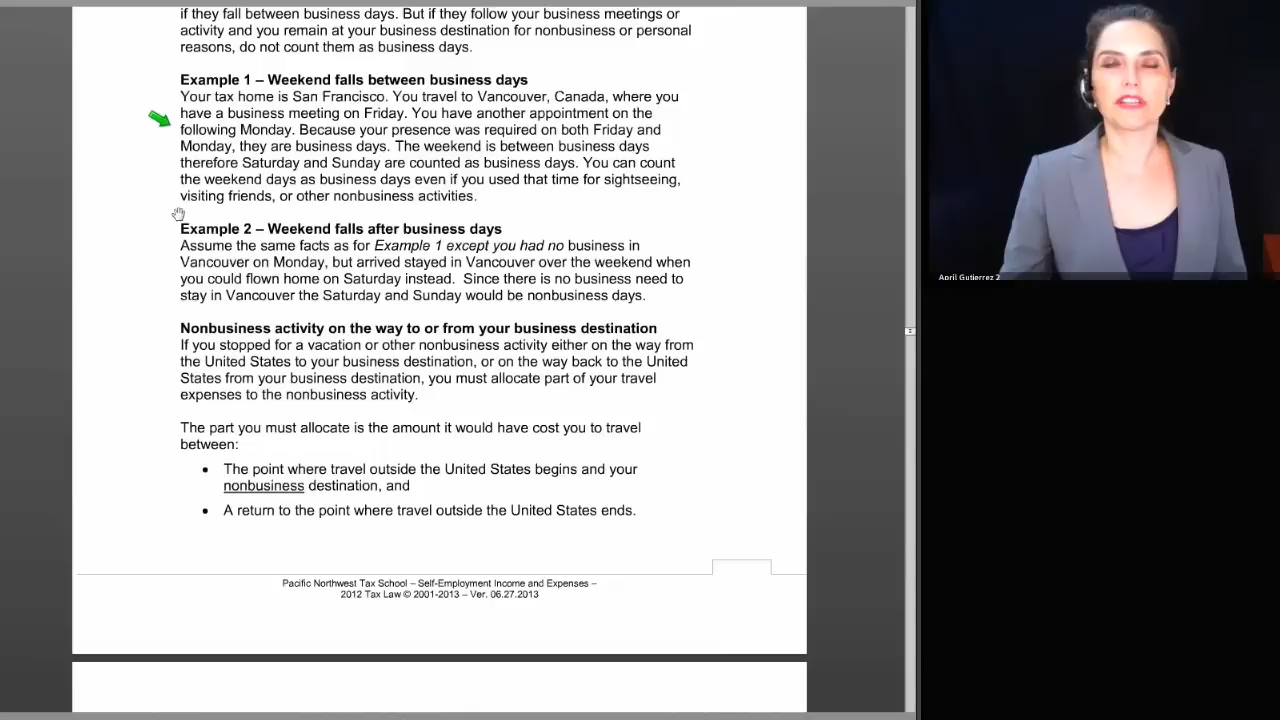 if they fall between business days. But if they follow your business meetings or
activity and you remain at your business destination for nonbusiness or personal
reasons, do not count them as business days.
Example 1 – Weekend falls between business days
Your tax home is San Francisco. You travel to Vancouver, Canada, where you
have a business meeting on Friday. You have another appointment on the
following Monday. Because your presence was required on both Friday and
Monday, they are business days. The weekend is between business days
therefore Saturday and Sunday are counted as business days. You can count
the weekend days as business days even if you used that time for sightseeing,
visiting friends, or other nonbusiness activities.
Example 2 – Weekend falls after business days
Assume the same facts as for Example 1 except you had no business in
Vancouver on Monday, but arrived stayed in Vancouver over the weekend when
you could flown home on Saturday instead.  Since there is no business need to
stay in Vancouver the Saturday and Sunday would be nonbusiness days.
Nonbusiness activity on the way to or from your business destination
If you stopped for a vacation or other nonbusiness activity either on the way from
the United States to your business destination, or on the way back to the United
States from your business destination, you must allocate part of your travel
expenses to the nonbusiness activity.
The part you must allocate is the amount it would have cost you to travel
between:
• The point where travel outside the United States begins and your
nonbusiness destination, and
• A return to the point where travel outside the United States ends.
Pacific Northwest Tax School – Self-Employment Income and Expenses –
2012 Tax Law © 2001-2013 – Ver. 06.27.2013
April Gutierrez 2